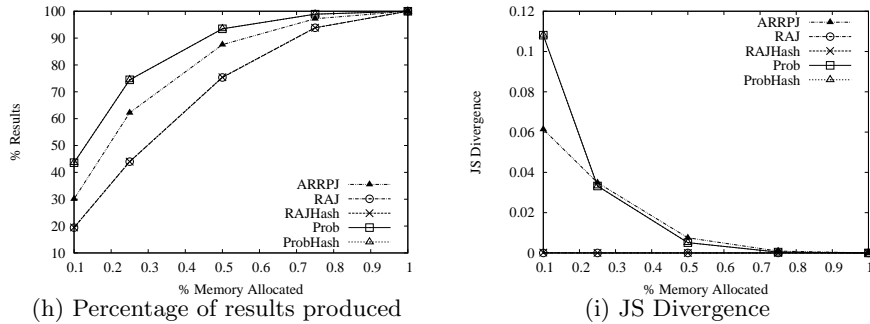 100
90
80
70
60
50
40
30
20
10
% Results
0.1 0.2 0.3 0.4 0.5 0.6 0.7 0.8 0.9 1
% Memory Allocated
ARRPJ
RAJ
RAJHash
Prob
ProbHash
(h) Percentage of results produced
0.12
0.1
0.08
0.06
0.04
0.02
0
JS Divergence
0.1 0.2 0.3 0.4 0.5 0.6 0.7 0.8 0.9 1
% Memory Allocated
ARRPJ
RAJ
RAJHash
Prob
ProbHash
(i) JS Divergence